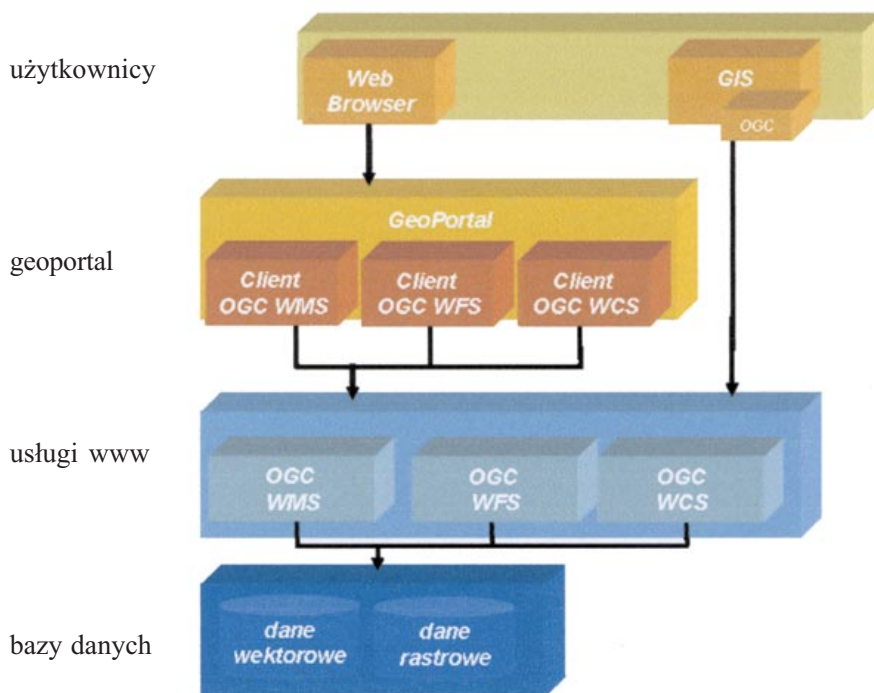 użytkownicy
Web
Browser
GIS
OGC
geoportal
GeoPortal
Client
OGC WMS
Client
OGC WFS
Client
OGC WCS
usługi www
OGC
WMS
OGC
WFS
OGC
WCS
bazy danych
dane
wektorowe
dane
rastrowe